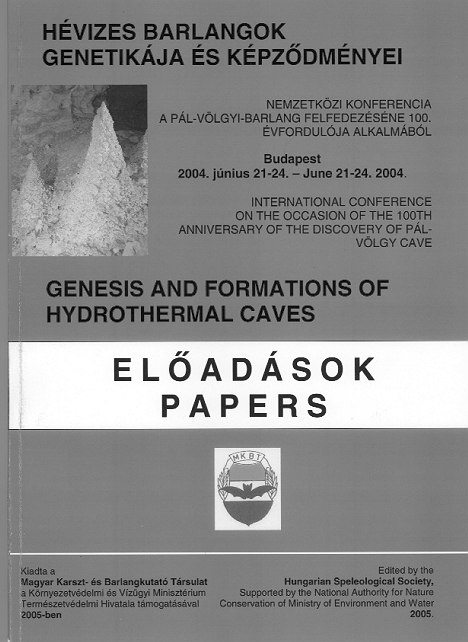 HÉVIZES BARLANGOK
GENETIKÁJA ÉS KÉPZŐDMÉNYEI
NEMZETKÖZI KONFERENCIA
A PÁL-VÖLGYI-BARLANG FELFEDEZÉSÉNE 100.
ÉVFORDULÓJA ALKALMÁBÓL
Budapest
2004. június 21-24. – June 21-24. 2004.
INTERNATIONAL CONFERENCE
ON THE OCCASION OF THE 100TH
ANNIVERSARY OF THE DISCOVERY OF PÁL-
VÖLGY CAVE
GENESIS AND FORMATIONS OF
HYDROTHERMAL CAVES
ELŐADÁSOK
PAPERS
MKBT
Kiadta a
Magyar Karszt- és Barlangkutató Társulat
a Környezetvédelmi és Vízügyi Minisztérium
Természetvédelmi Hivatala támogatásával
2005-ben
Edited by the
Hungarian Speleological Society,
Supported by the National Authority for Nature
Conservation of Ministry of Environment and Water
2005.